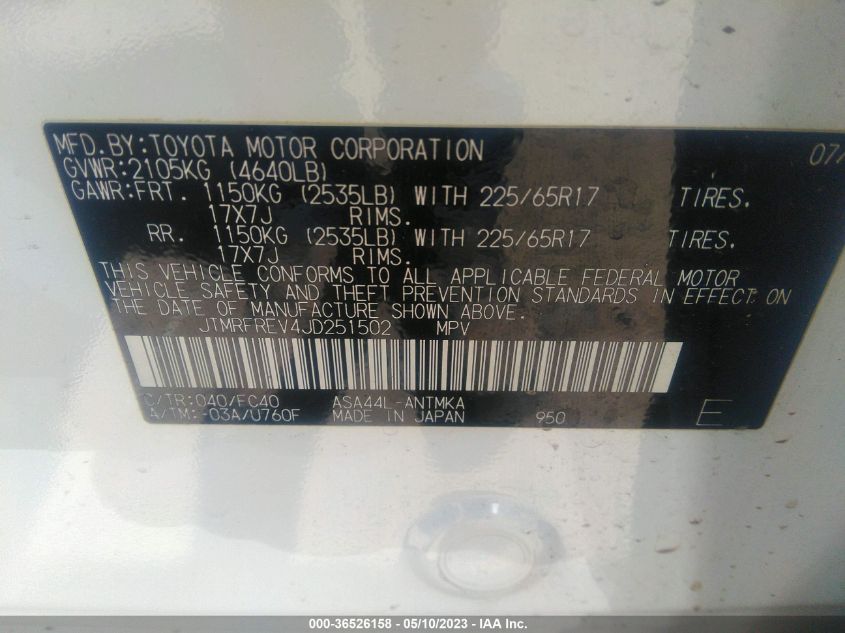 MFD.BY:TOYOTA MOTOR CORPORATION 07/
GVWR:2105KG (4640LB)
GAWR:FRT. 1150KG (2535LB) WITH 225/65R17 TIRES.
17X7J RIMS.
RR. 1150KG (2535LB) WITH 225/65R17 TIRES.
17X7J RIMS.
THIS VEHICLE CONFORMS TO ALL APPLICABLE FEDERAL MOTOR
VEHICLE SAFETY AND THEFT PREVENTION STANDARDS IN EFFECT ON
THE DATE OF MANUFACTURE SHOWN ABOVE.
JTMRFREV4JD251502 MPV
C/TR:040/FC40 ASA44L-ANTMKA
A/TM:-03A/U760F MADE IN JAPAN 950 E
000-36526158 - 05/10/2023 - IAA Inc.